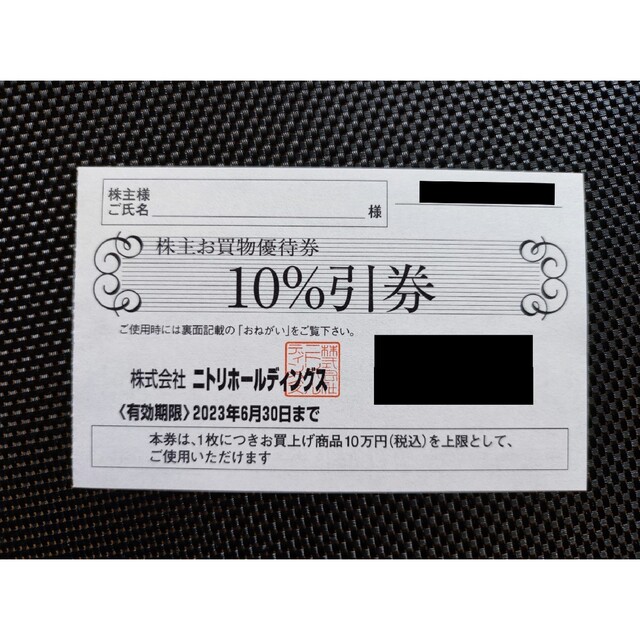 株主様
ご氏名 様
株主お買物優待券
10%引券
ご使用時には裏面記載の「おねがい」をご覧下さい。
株式会社 ニトリホールディングス
〈有効期限〉2023年6月30日まで
本券は、1枚につきお買上げ商品10万円(税込)を上限として、
ご使用いただけます